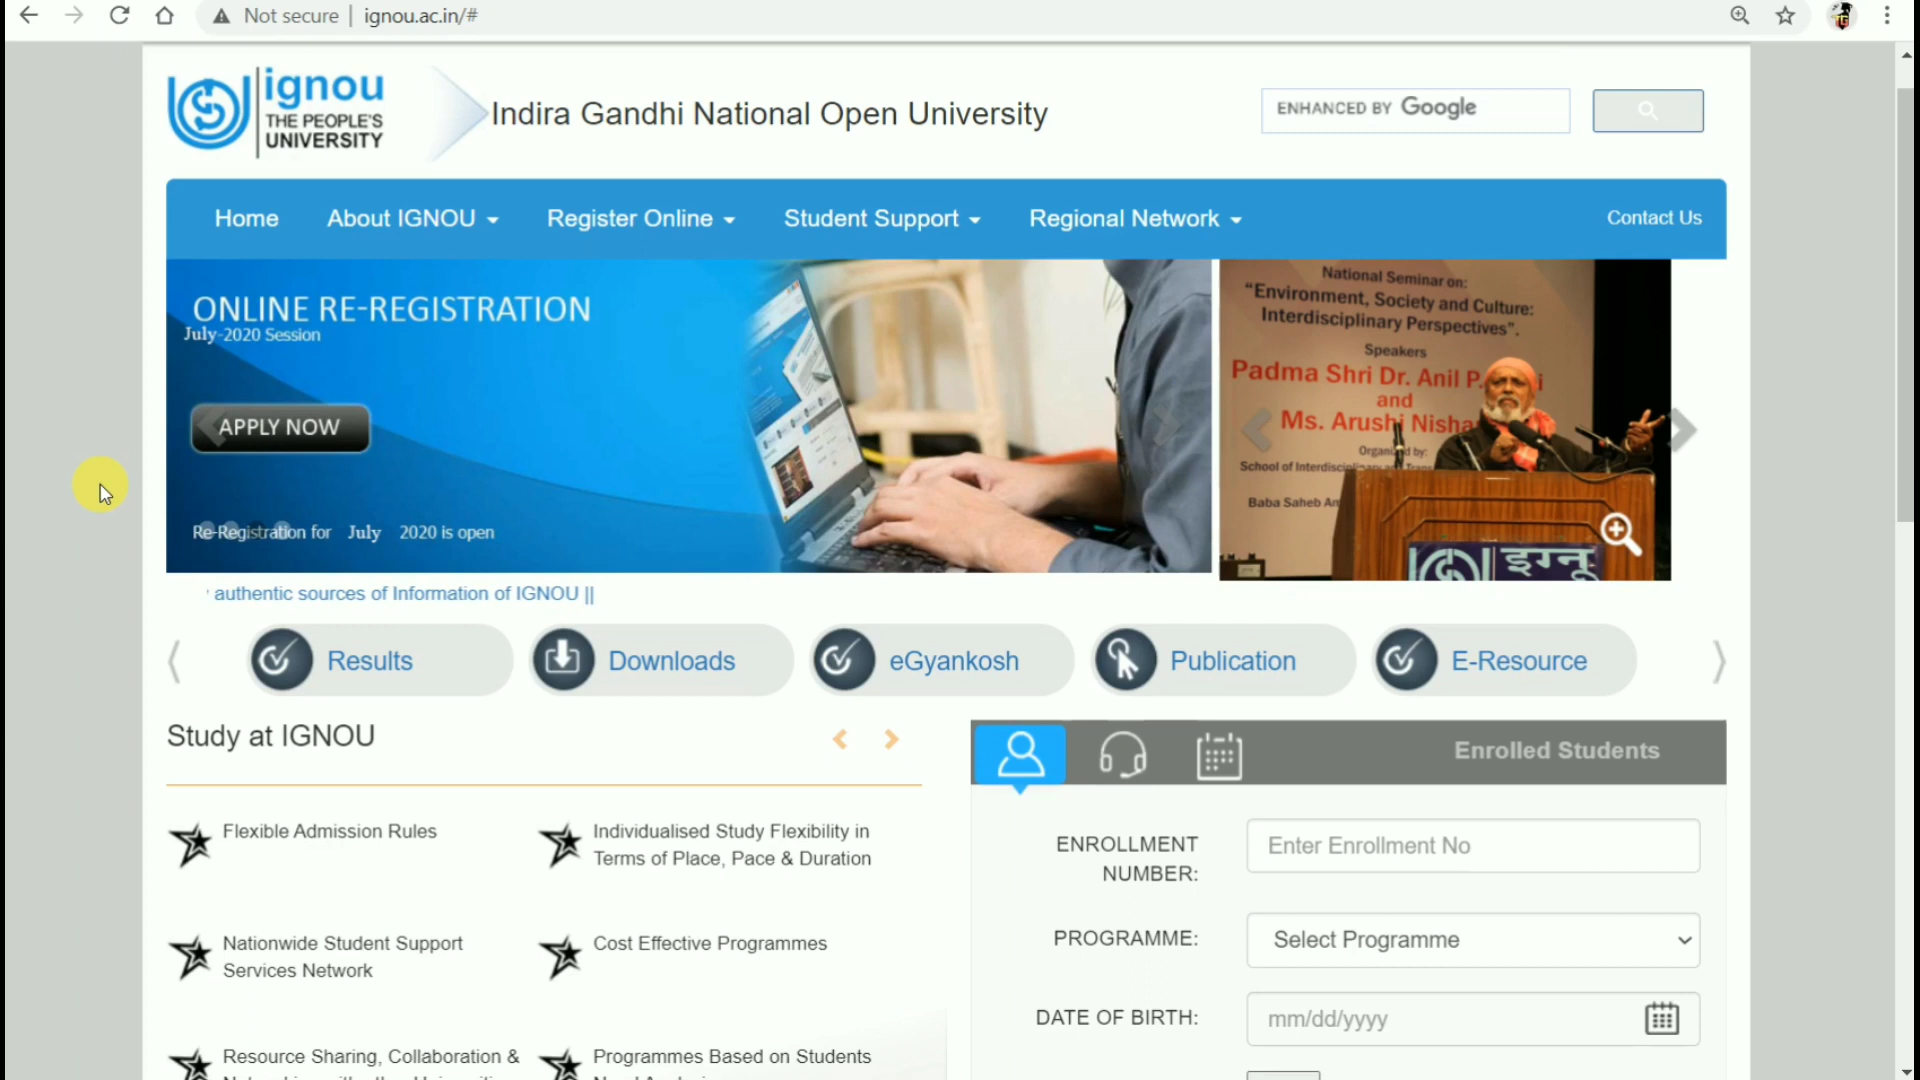 Not secure | ignou.ac.in/#
ignou
THE PEOPLE'S
UNIVERSITY
Indira Gandhi National Open University
ENHANCED BY Google
Home
About IGNOU
Register Online
Student Support
Regional Network
Contact Us
ONLINE RE-REGISTRATION
July-2020 Session
APPLY NOW
Re-Registration for July 2020 is open
National Seminar on:
"Environment, Society and Culture:
Interdisciplinary Perspectives".
Speakers
Padma Shri Dr. Anil P.
and
Ms. Arushi
Organized by:
School of
Baba Saheb
इग्नू
authentic sources of Information of IGNOU ||
Results
Downloads
eGyankosh
Publication
E-Resource
Study at IGNOU
Flexible Admission Rules
Individualised Study Flexibility in
Terms of Place, Pace & Duration
Nationwide Student Support
Services Network
Cost Effective Programmes
Resource Sharing, Collaboration &
Programmes Based on Students
Enrolled Students
ENROLLMENT
NUMBER:
Enter Enrollment No
PROGRAMME:
Select Programme
DATE OF BIRTH:
mm/dd/yyyy